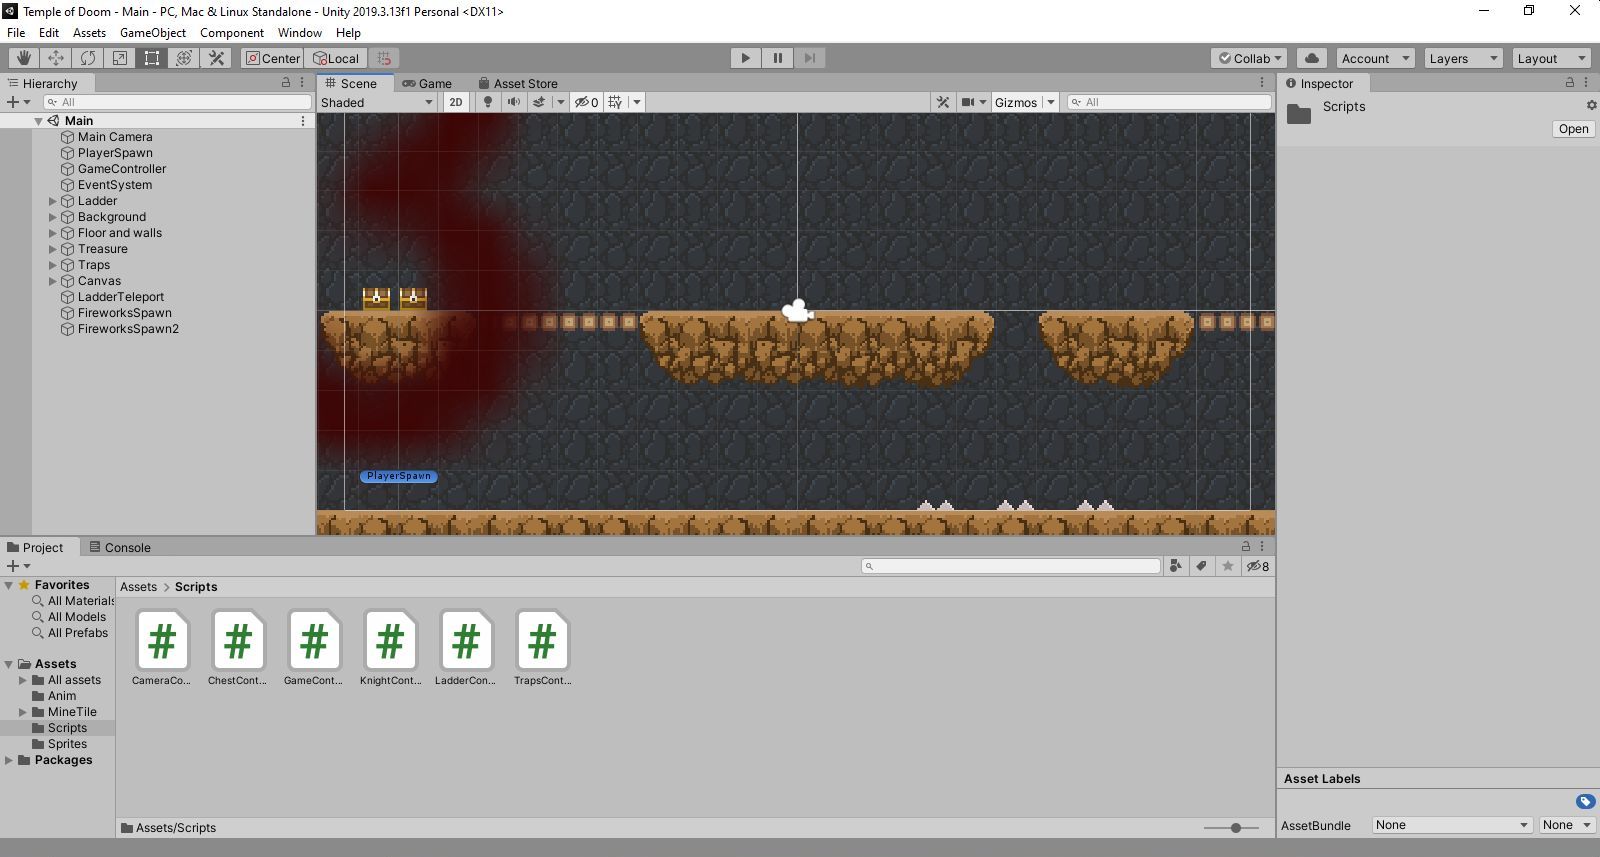 Temple of Doom - Main - PC, Mac & Linux Standalone - Unity 2019.3.13f1 Personal <DX11>
File Edit Assets GameObject Component Window Help
Center Local Collab Account Layers Layout
Hierarchy
All
Main
Main Camera
PlayerSpawn
GameController
EventSystem
Ladder
Background
Floor and walls
Treasure
Traps
Canvas
LadderTeleport
FireworksSpawn
FireworksSpawn2
Scene Game Asset Store
Shaded 2D 0 Gizmos All
PlayerSpawn
Inspector
Scripts
Open
Project Console
8
Favorites
All Materials
All Models
All Prefabs
Assets
All assets
Anim
MineTile
Scripts
Sprites
Packages
Assets > Scripts
# # # # # #
CameraCo... ChestCont... GameCont... KnightCont... LadderCon... TrapsCont...
Assets/Scripts
Asset Labels
AssetBundle None None